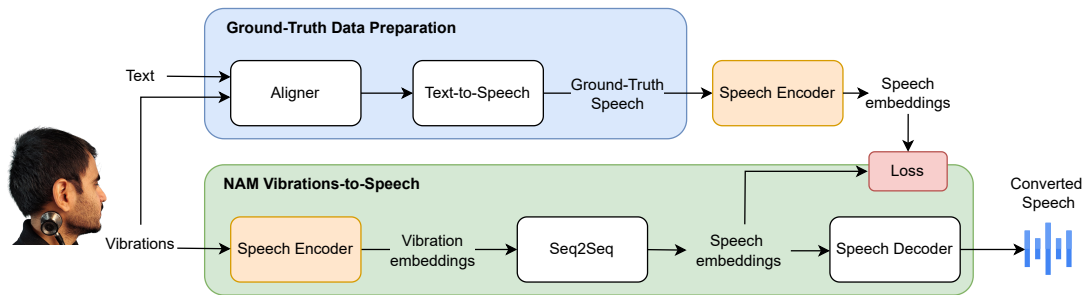 Ground-Truth Data Preparation
Text
Aligner
Text-to-Speech
Ground-Truth
Speech
Speech Encoder
Speech
embeddings
Loss
NAM Vibrations-to-Speech
Vibrations
Speech Encoder
Vibration
embeddings
Seq2Seq
Speech
embeddings
Speech Decoder
Converted
Speech